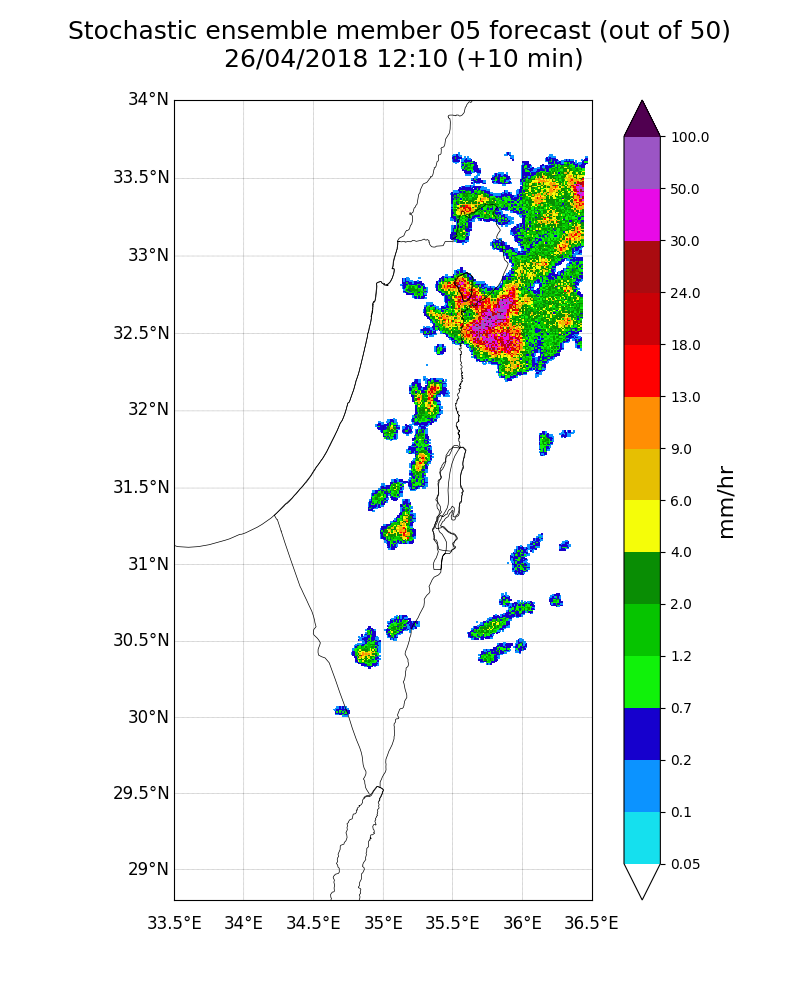 Stochastic ensemble member 05 forecast (out of 50)
26/04/2018 12:10 (+10 min)
34°N
33.5°N
33°N
32.5°N
32°N
31.5°N
31°N
30.5°N
30°N
29.5°N
29°N
33.5°E 34°E 34.5°E 35°E 35.5°E 36°E 36.5°E
100.0
50.0
30.0
24.0
18.0
13.0
9.0
6.0
4.0
2.0
1.2
0.7
0.2
0.1
0.05
mm/hr